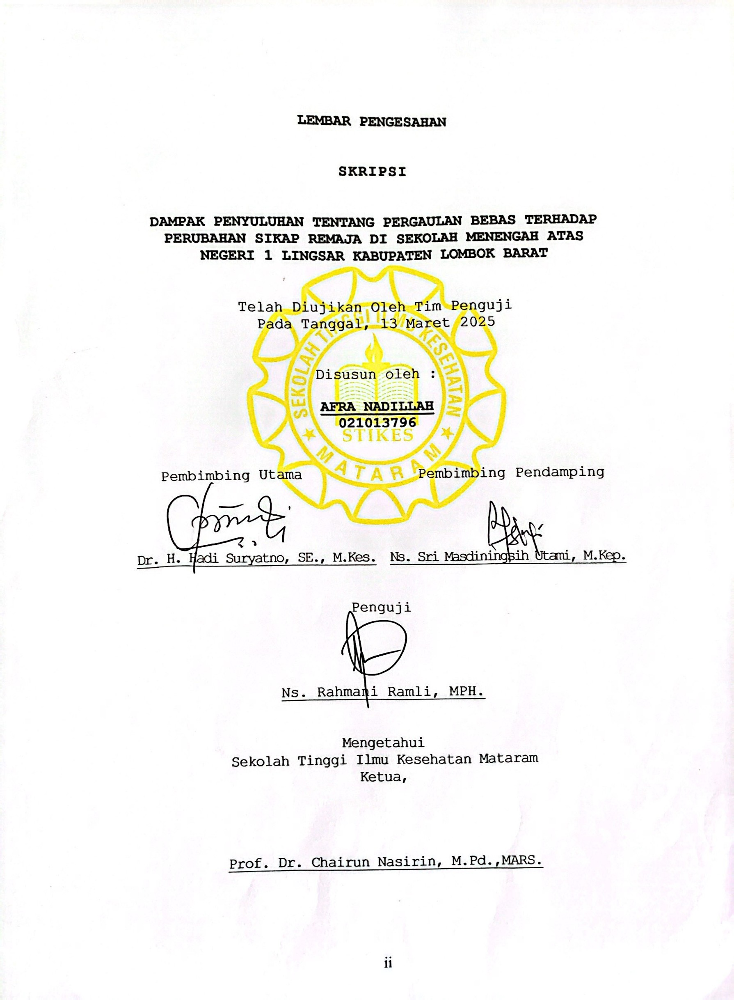 LEMBAR PENGESAHAN
SKRIPSI
DAMPAK PENYULUHAN TENTANG PERGAULAN BEBAS TERHADAP
PERUBAHAN SIKAP REMAJA DI SEKOLAH MENENGAH ATAS
NEGERI 1 LINGSAR KABUPATEN LOMBOK BARAT
Telah Diujikan Oleh Tim Penguji
Pada Tanggal, 13 Maret 2025
SEKOLAH TINGGI ILMU KESEHATAN
Disusun oleh :
AFRA NADILLAH
021013796
STIKES
MATARAM
Pembimbing Utama Pembimbing Pendamping
Dr. H. Hadi Suryatno, SE., M.Kes. Ns. Sri Masdiningsih Utami, M.Kep.
Penguji
Ns. Rahmani Ramli, MPH.
Mengetahui
Sekolah Tinggi Ilmu Kesehatan Mataram
Ketua,
Prof. Dr. Chairun Nasirin, M.Pd.,MARS.
ii